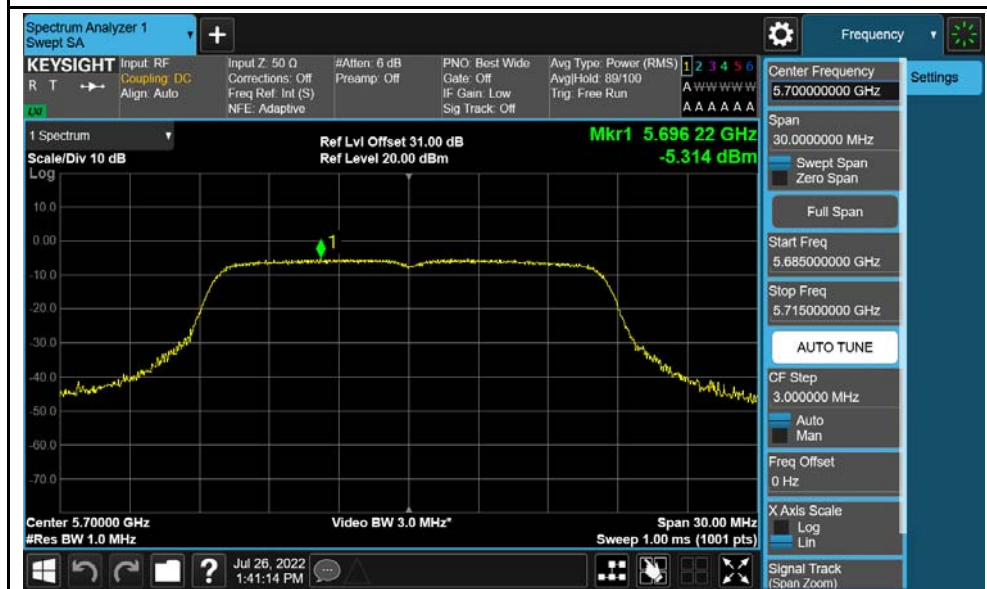 Spectrum Analyzer 1
Swept SA
+
Frequency
KEYSIGHT
R T
LXI
Input: RF
Coupling: DC
Align: Auto
Input Z: 50 Ω
Corrections: Off
Freq Ref: Int (S)
NFE: Adaptive
#Atten: 6 dB
Preamp: Off
PNO: Best Wide
Gate: Off
IF Gain: Low
Sig Track: Off
Avg Type: Power (RMS)
Avg|Hold: 89/100
Trig: Free Run
1 2 3 4 5 6
A W W W W W
A A A A A A
1 Spectrum
Scale/Div 10 dB
Log
Ref Lvl Offset 31.00 dB
Ref Level 20.00 dBm
Mkr1 5.696 22 GHz
-5.314 dBm
10.0
0.00
-10.0
-20.0
-30.0
-40.0
-50.0
-60.0
-70.0
1
Center 5.70000 GHz
#Res BW 1.0 MHz
Video BW 3.0 MHz*
Span 30.00 MHz
Sweep 1.00 ms (1001 pts)
?
Jul 26, 2022
1:41:14 PM
Center Frequency
5.700000000 GHz
Settings
Span
30.0000000 MHz
Swept Span
Zero Span
Full Span
Start Freq
5.685000000 GHz
Stop Freq
5.715000000 GHz
AUTO TUNE
CF Step
3.000000 MHz
Auto
Man
Freq Offset
0 Hz
X Axis Scale
Log
Lin
Signal Track
(Span Zoom)